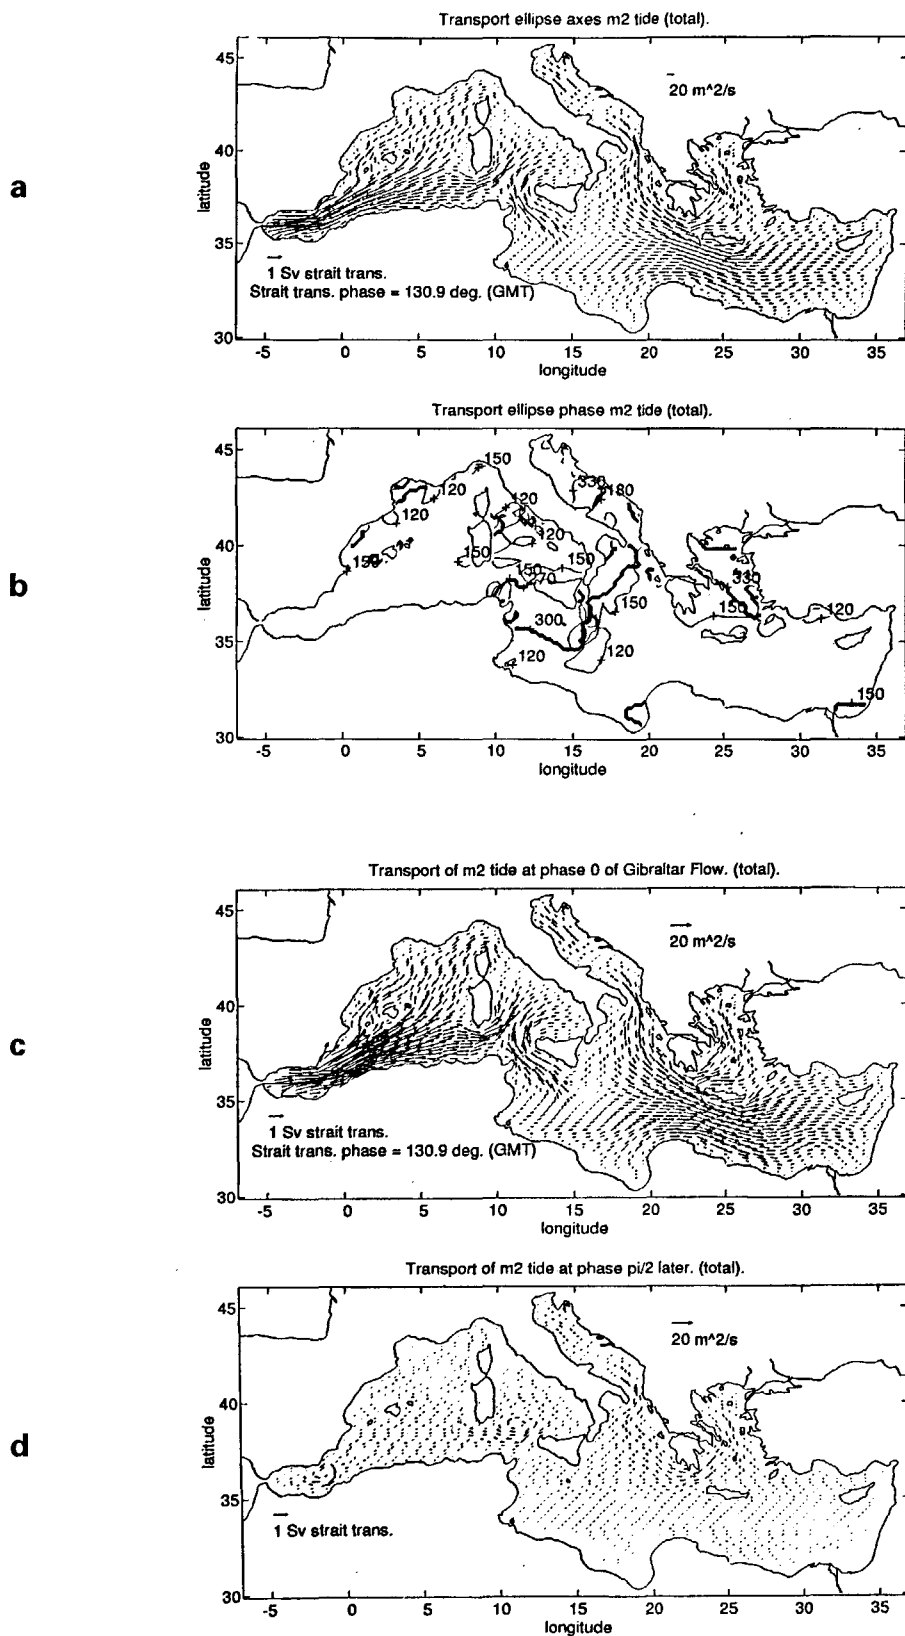 a
Transport ellipse axes m2 tide (total).
45
20 m^2/s
40
latitude
35
1 Sv strait trans.
Strait trans. phase = 130.9 deg. (GMT)
30
-5 0 5 10 15 20 25 30 35
longitude
b
Transport ellipse phase m2 tide (total).
45
150
330
180
120
120
120
120
40
150
150
150
150
270
330
latitude
150
150
120
300
35
120
120
150
30
-5 0 5 10 15 20 25 30 35
longitude
c
Transport of m2 tide at phase 0 of Gibraltar Flow. (total).
45
20 m^2/s
40
latitude
35
1 Sv strait trans.
Strait trans. phase = 130.9 deg. (GMT)
30
-5 0 5 10 15 20 25 30 35
longitude
d
Transport of m2 tide at phase pi/2 later. (total).
45
20 m^2/s
40
latitude
35
1 Sv strait trans.
30
-5 0 5 10 15 20 25 30 35
longitude